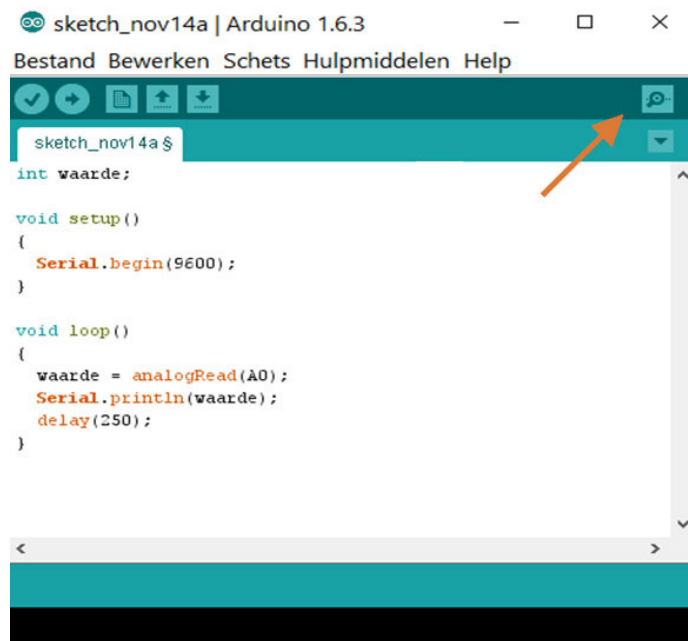 sketch_nov14a | Arduino 1.6.3
Bestand Bewerken Schets Hulpmiddelen Help
sketch_nov14a §
int waarde;
void setup()
{
  Serial.begin(9600);
}
void loop()
{
  waarde = analogRead(A0);
  Serial.println(waarde);
  delay(250);
}